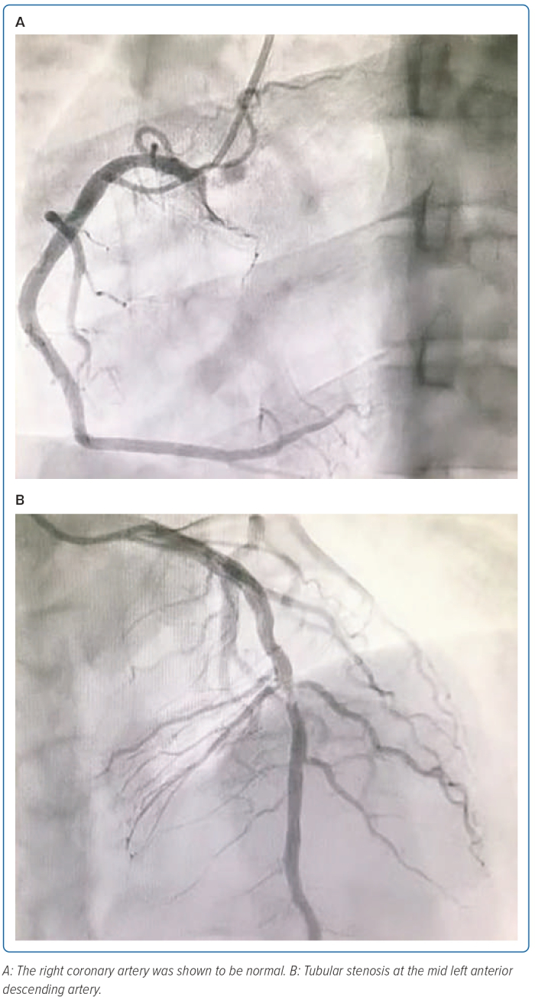 A
B
A: The right coronary artery was shown to be normal. B: Tubular stenosis at the mid left anterior
descending artery.